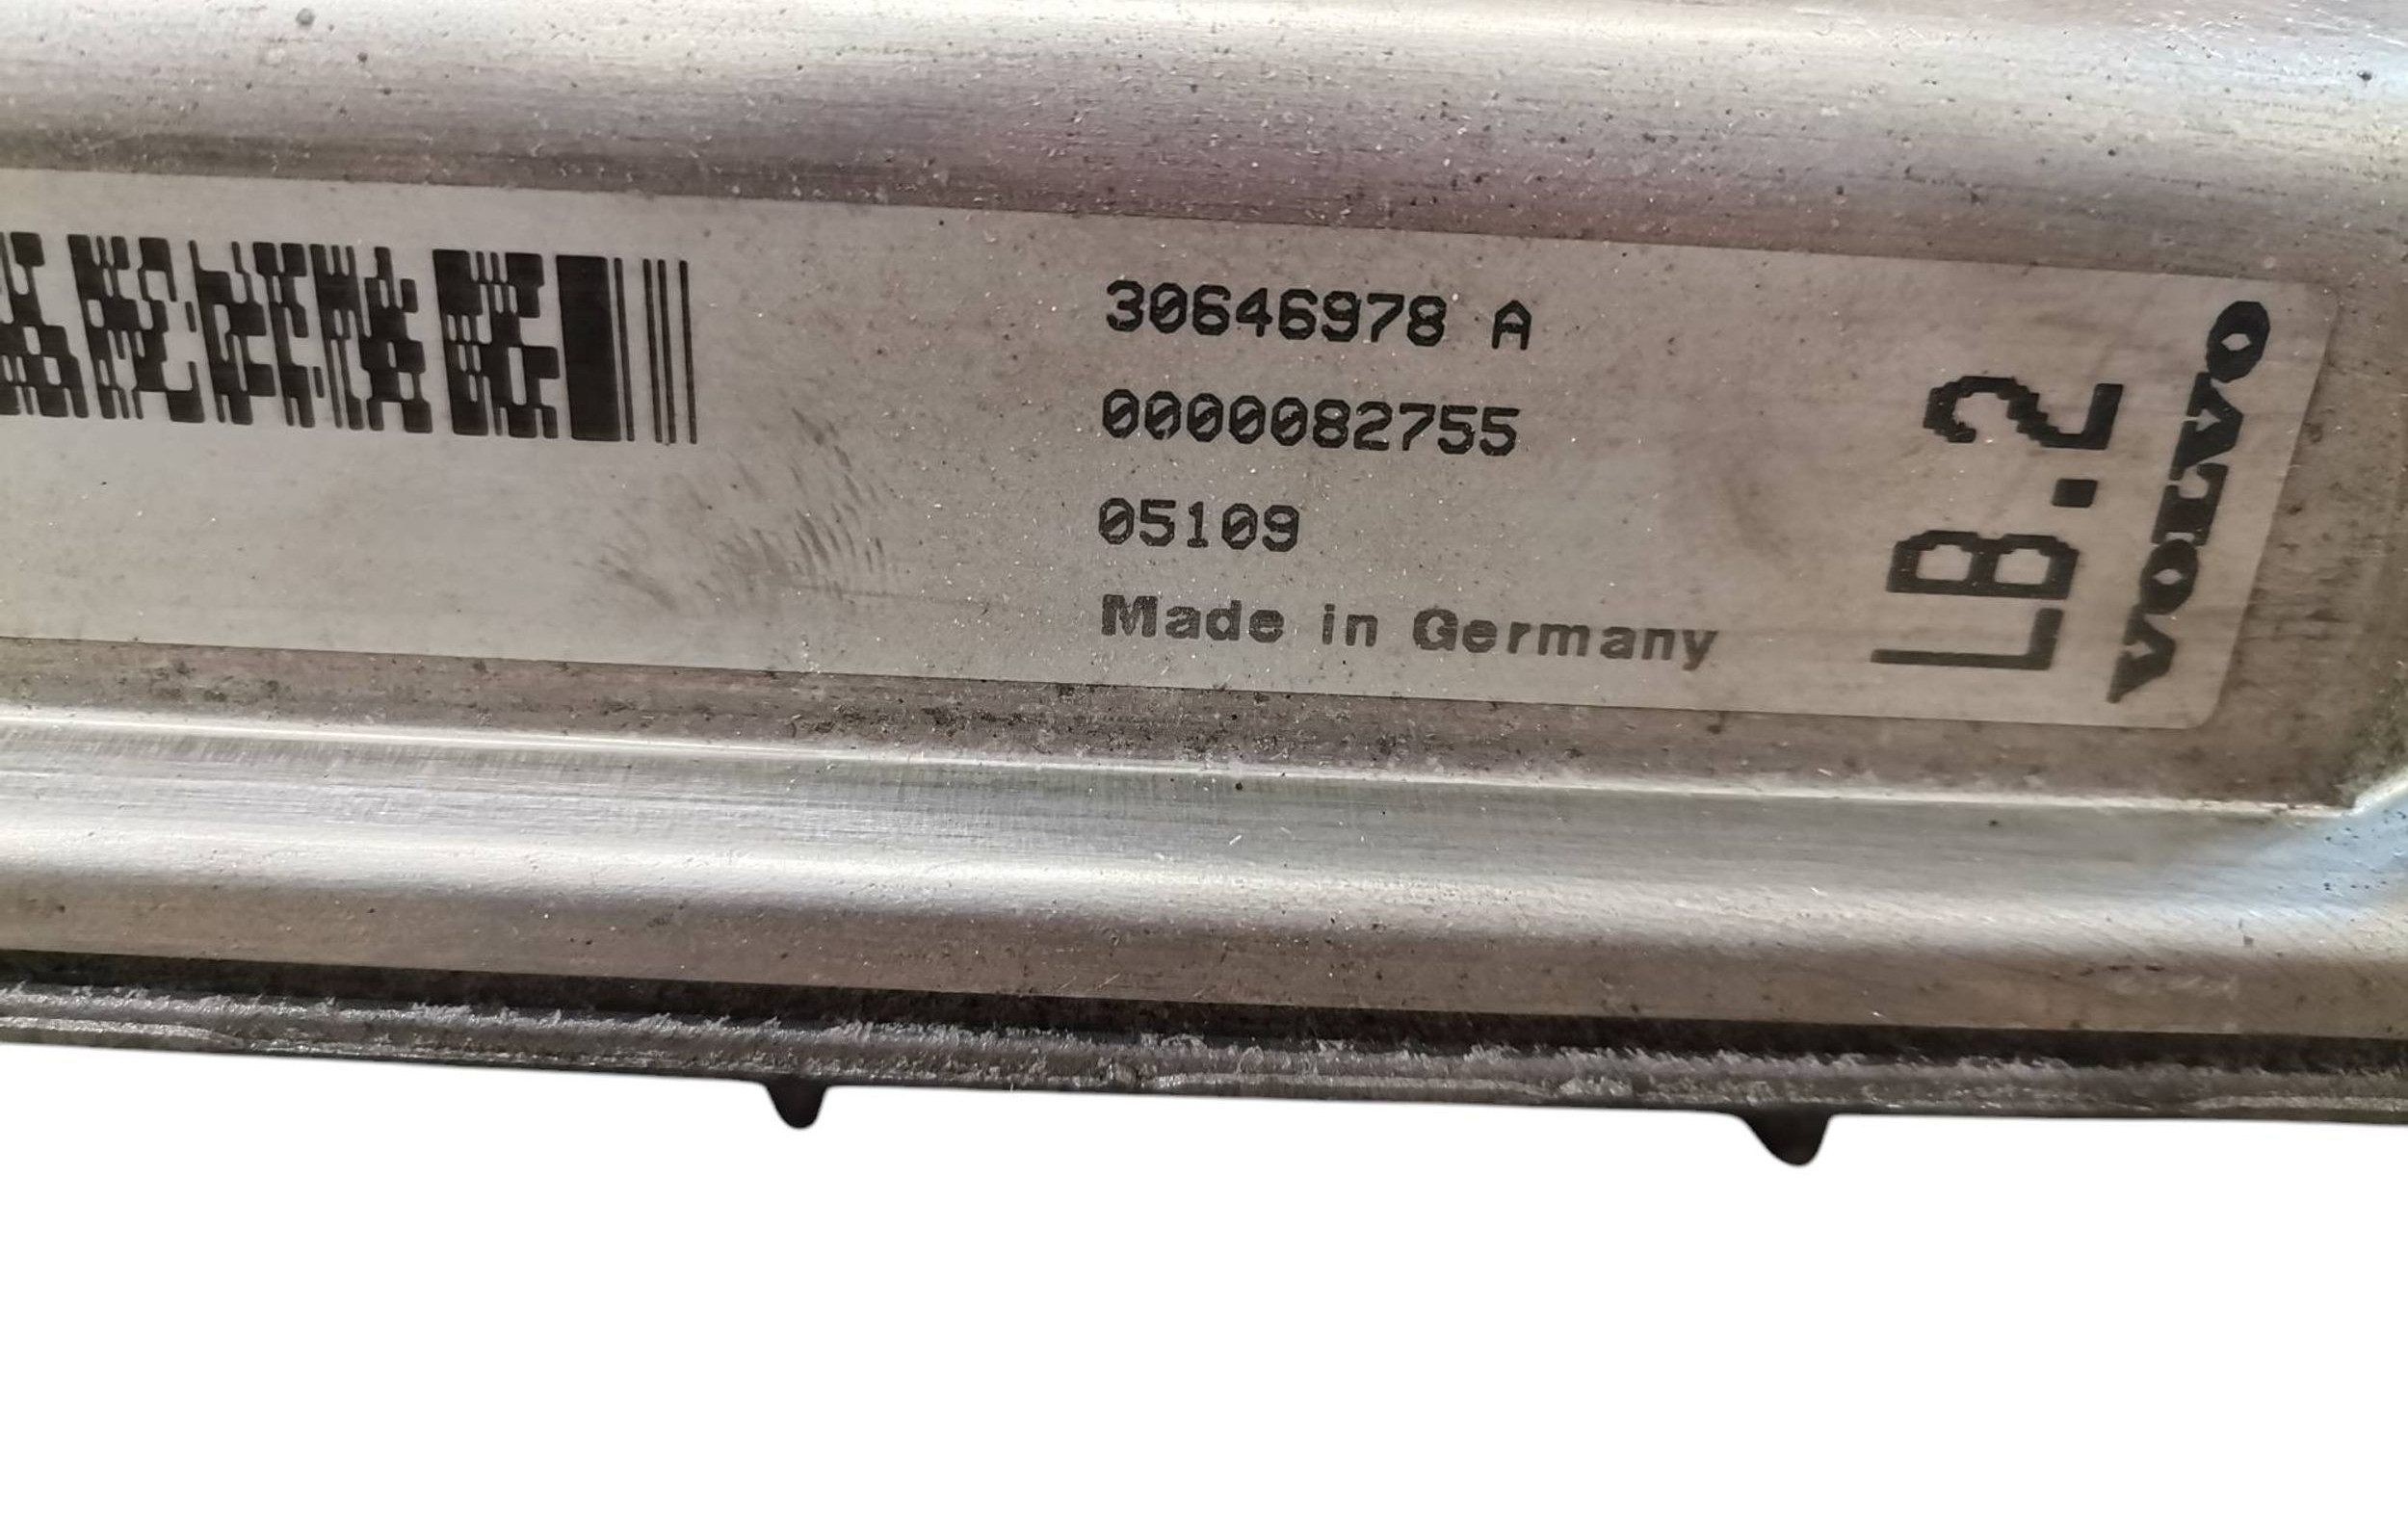 30646978 A
0000082755
05109
Made in Germany
LB.2
VOLVO